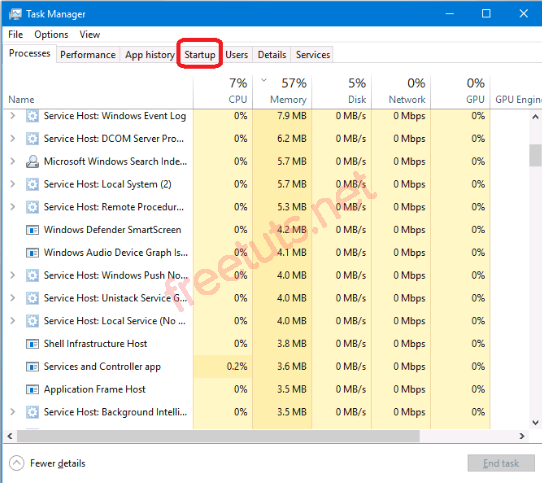 Task Manager
File Options View
Processes Performance App history Startup Users Details Services
7% 57% 5% 0% 0%
Name CPU Memory Disk Network GPU GPU Engine
Service Host: Windows Event Log 0% 7.9 MB 0 MB/s 0 Mbps 0%
Service Host: DCOM Server Pro... 0% 6.2 MB 0 MB/s 0 Mbps 0%
Microsoft Windows Search Inde... 0% 5.7 MB 0 MB/s 0 Mbps 0%
Service Host: Local System (2) 0% 5.7 MB 0 MB/s 0 Mbps 0%
Service Host: Remote Procedur... 0% 5.3 MB 0 MB/s 0 Mbps 0%
Windows Defender SmartScreen 0% 4.2 MB 0 MB/s 0 Mbps 0%
Windows Audio Device Graph Is... 0% 4.1 MB 0 MB/s 0 Mbps 0%
Service Host: Windows Push No... 0% 4.0 MB 0 MB/s 0 Mbps 0%
Service Host: Unistack Service G... 0% 4.0 MB 0 MB/s 0 Mbps 0%
Service Host: Local Service (No ... 0% 4.0 MB 0 MB/s 0 Mbps 0%
Shell Infrastructure Host 0% 3.8 MB 0 MB/s 0 Mbps 0%
Services and Controller app 0.2% 3.6 MB 0 MB/s 0 Mbps 0%
Application Frame Host 0% 3.5 MB 0 MB/s 0 Mbps 0%
Service Host: Background Intelli... 0% 3.5 MB 0 MB/s 0 Mbps 0%
freetuts.net
Fewer details End task